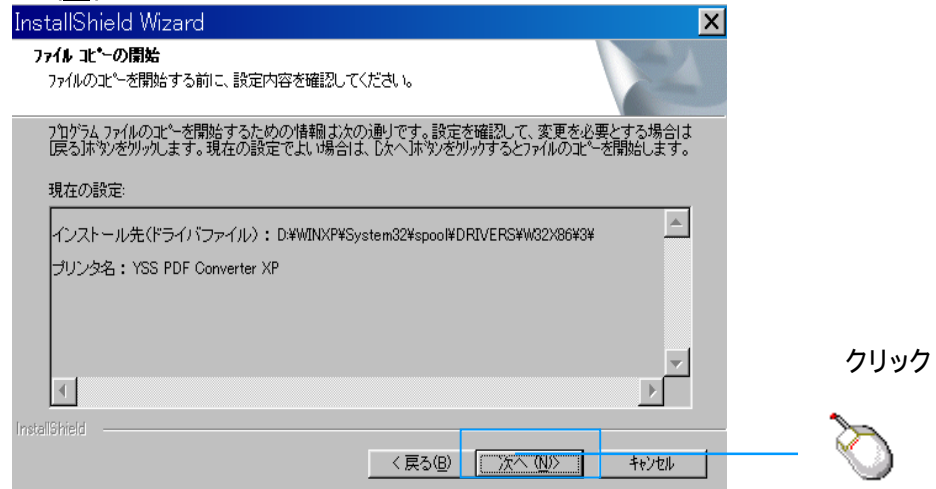 InstallShield Wizard
ファイル コピーの開始
ファイルのコピーを開始する前に、設定内容を確認してください。
プログラム ファイルのコピーを開始するための情報は次の通りです。設定を確認して、変更を必要とする場合は
[戻る]ボタンをクリックします。現在の設定でよい場合は、[次へ]ボタンをクリックするとファイルのコピーを開始します。
現在の設定:
インストール先(ドライバファイル)：D:¥WINXP¥System32¥spool¥DRIVERS¥W32X86¥3¥
プリンタ名：YSS PDF Converter XP
クリック
InstallShield
< 戻る(B) 次へ (N)> キャンセル